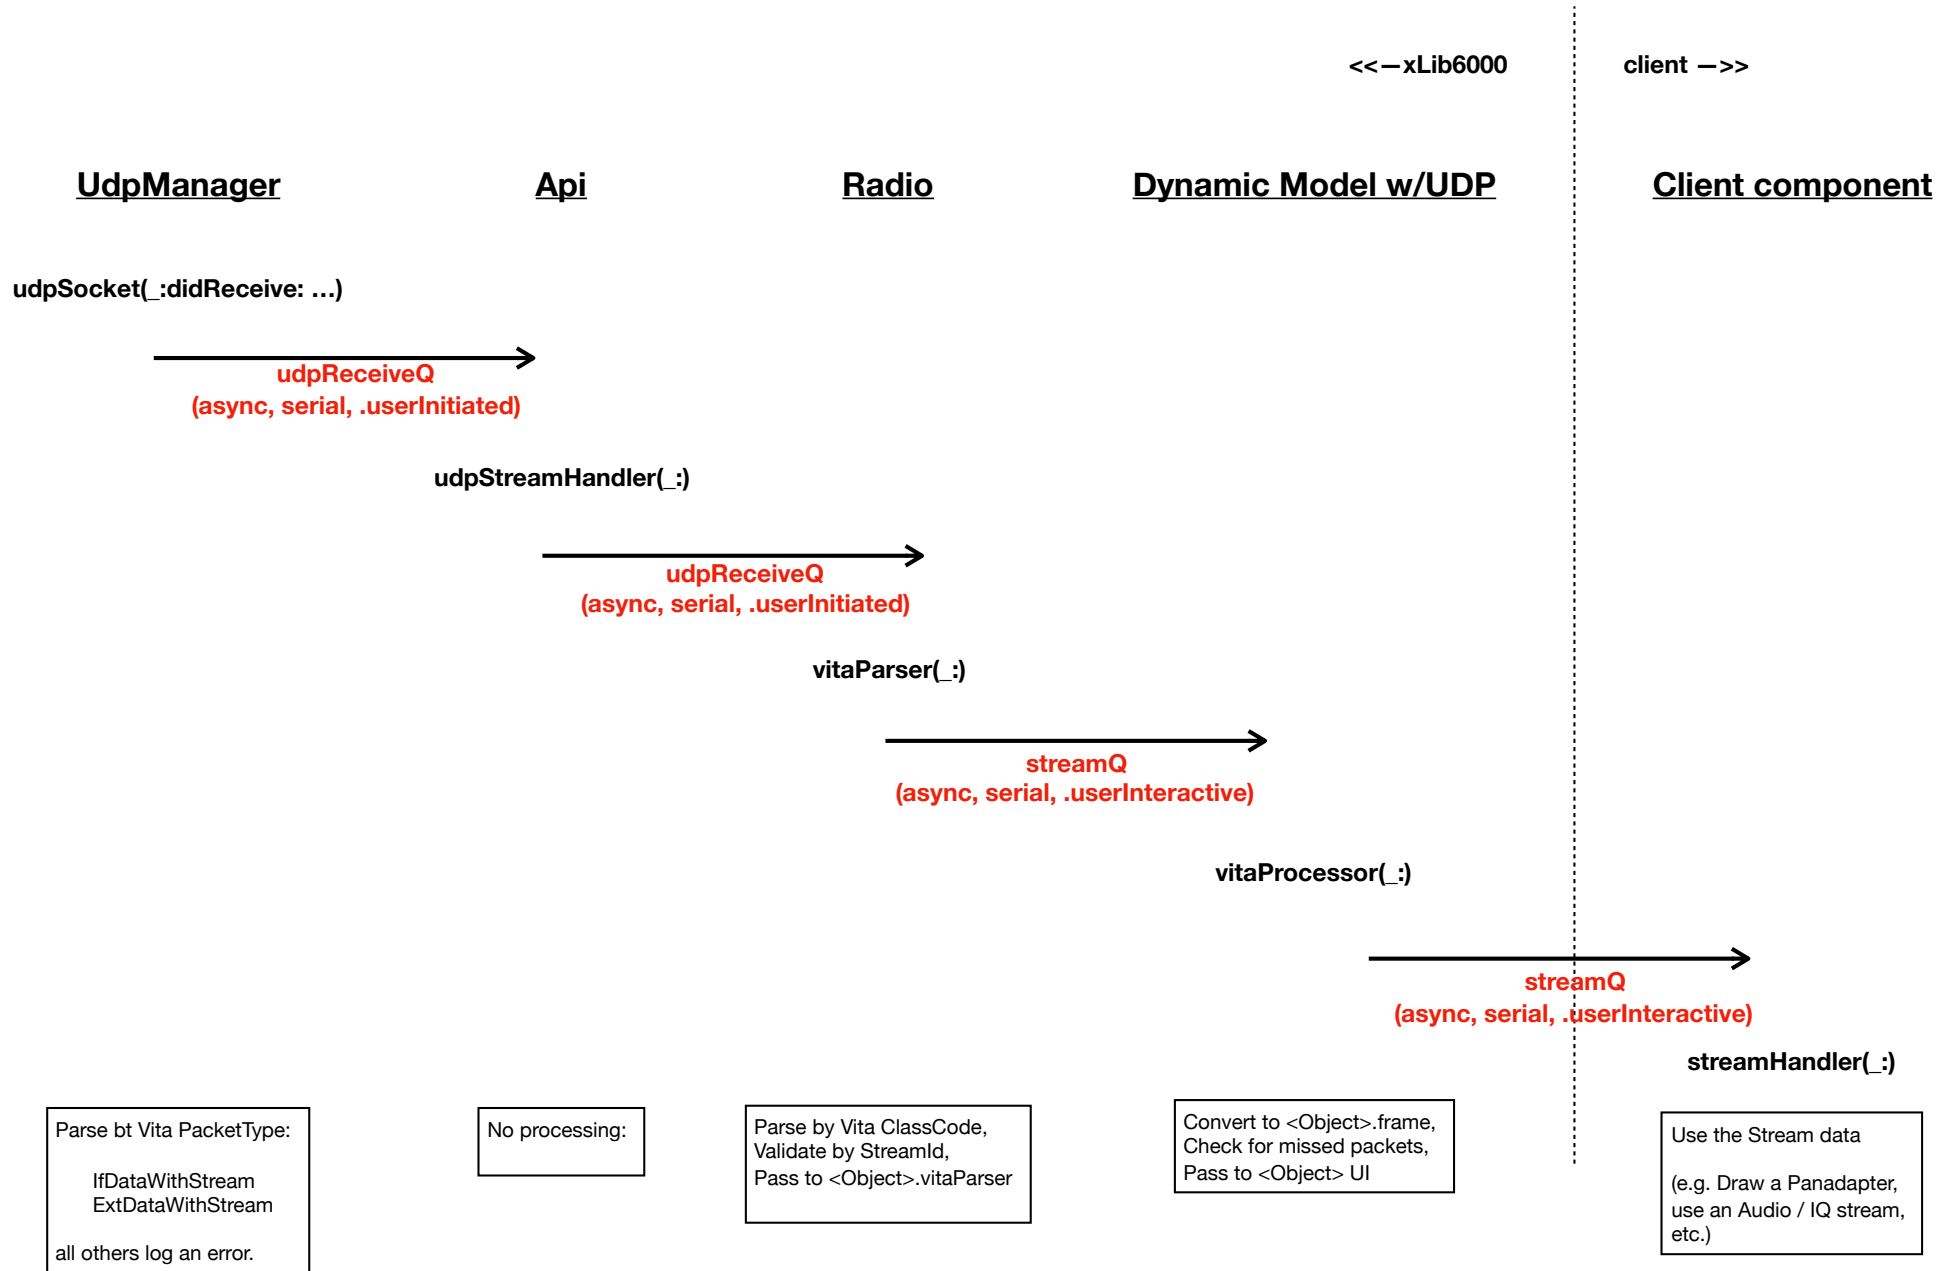 <<—xLib6000
client —>>
UdpManager
Api
Radio
Dynamic Model w/UDP
Client component
udpSocket(_:didReceive: …)
udpReceiveQ
(async, serial, .userInitiated)
udpStreamHandler(_:)
udpReceiveQ
(async, serial, .userInitiated)
vitaParser(_:)
streamQ
(async, serial, .userInteractive)
vitaProcessor(_:)
streamQ
(async, serial, .userInteractive)
streamHandler(_:)
Parse bt Vita PacketType:
IfDataWithStream
ExtDataWithStream
all others log an error.
No processing:
Parse by Vita ClassCode,
Validate by StreamId,
Pass to <Object>.vitaParser
Convert to <Object>.frame,
Check for missed packets,
Pass to <Object> UI
Use the Stream data
(e.g. Draw a Panadapter,
use an Audio / IQ stream,
etc.)